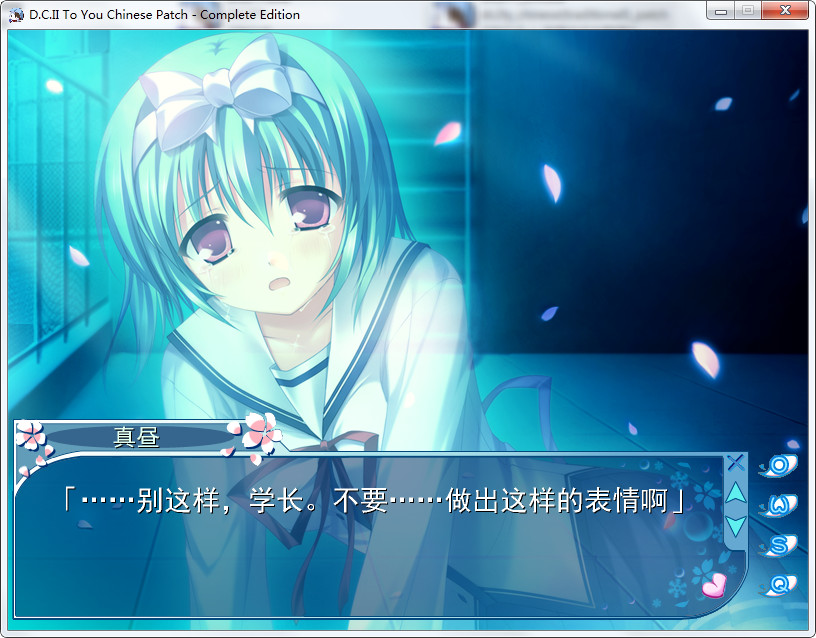 D.C.II To You Chinese Patch - Complete Edition
真昼
「……别这样，学长。不要……做出这样的表情啊」
O
W
S
Q